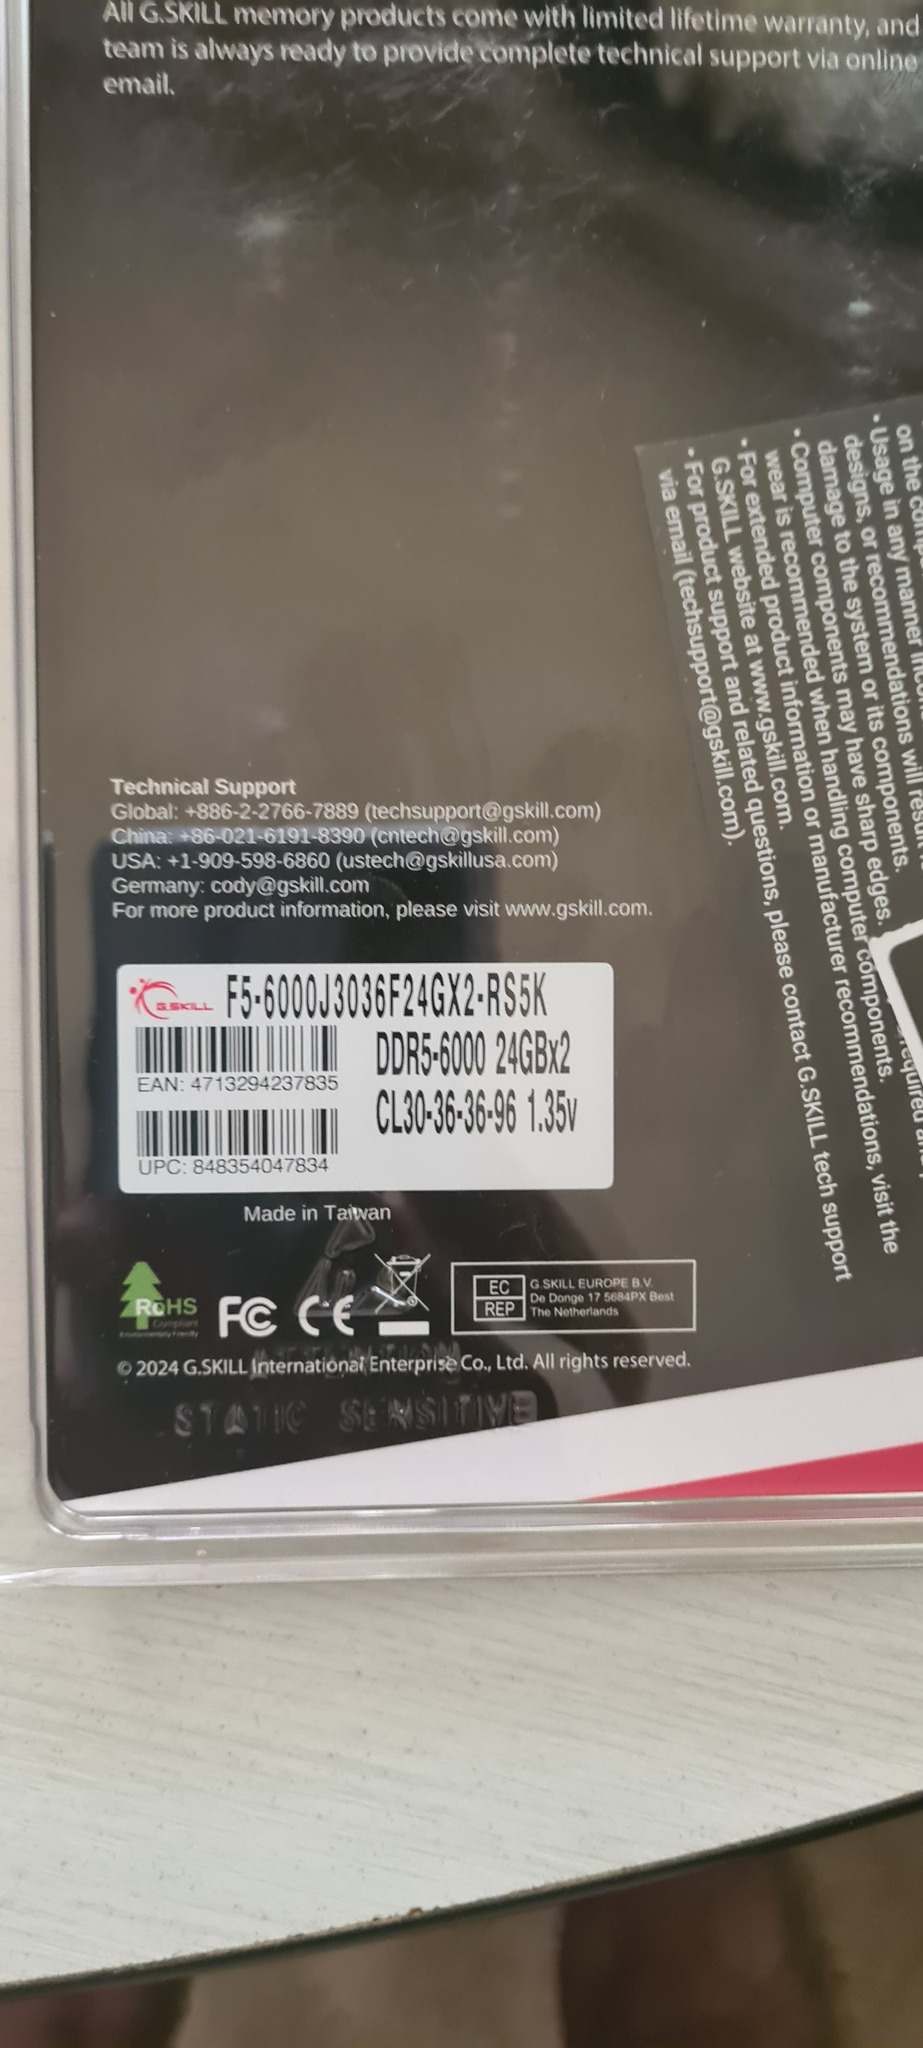 All G.SKILL memory products come with limited lifetime warranty, and
team is always ready to provide complete technical support via online
email.
on the
• Usage in any manner
designs, or recommendations will
damage to the system or its components.
• Computer components may have sharp edges.
wear is recommended when handling computer components.
• For extended product information or manufacturer recommendations, visit the
G.SKILL website at www.gskill.com.
• For product support and related questions, please contact G.SKILL tech support
via email (techsupport@gskill.com).
Technical Support
Global: +886-2-2766-7889 (techsupport@gskill.com)
China: +86-021-6191-8390 (cntech@gskill.com)
USA: +1-909-598-6860 (ustech@gskillusa.com)
Germany: cody@gskill.com
For more product information, please visit www.gskill.com.
G.SKILL F5-6000J3036F24GX2-RS5K
DDR5-6000 24GBx2
EAN: 4713294237835
CL30-36-36-96 1.35v
UPC: 848354047834
Made in Taiwan
RoHS
Compliant
Environmentally Friendly
FC CE
EC REP
G.SKILL EUROPE B.V.
De Donge 17 5684PX Best
The Netherlands
© 2024 G.SKILL International Enterprise Co., Ltd. All rights reserved.
ATTENTION
STATIC SENSITIVE